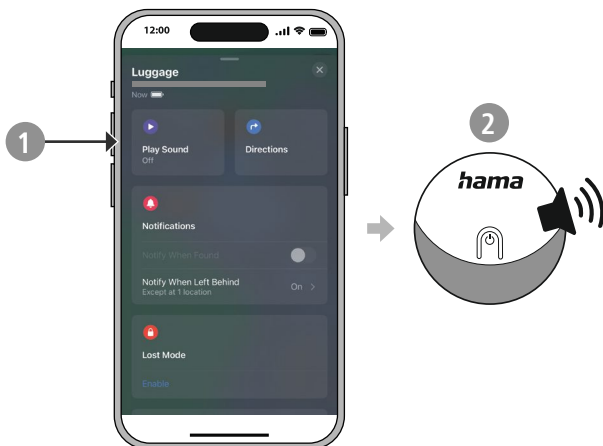 12:00
Luggage
Now
1
Play Sound
Off
Directions
Notifications
Notify When Found
Notify When Left Behind
Except at 1 location
On
Lost Mode
Enable
2
hama